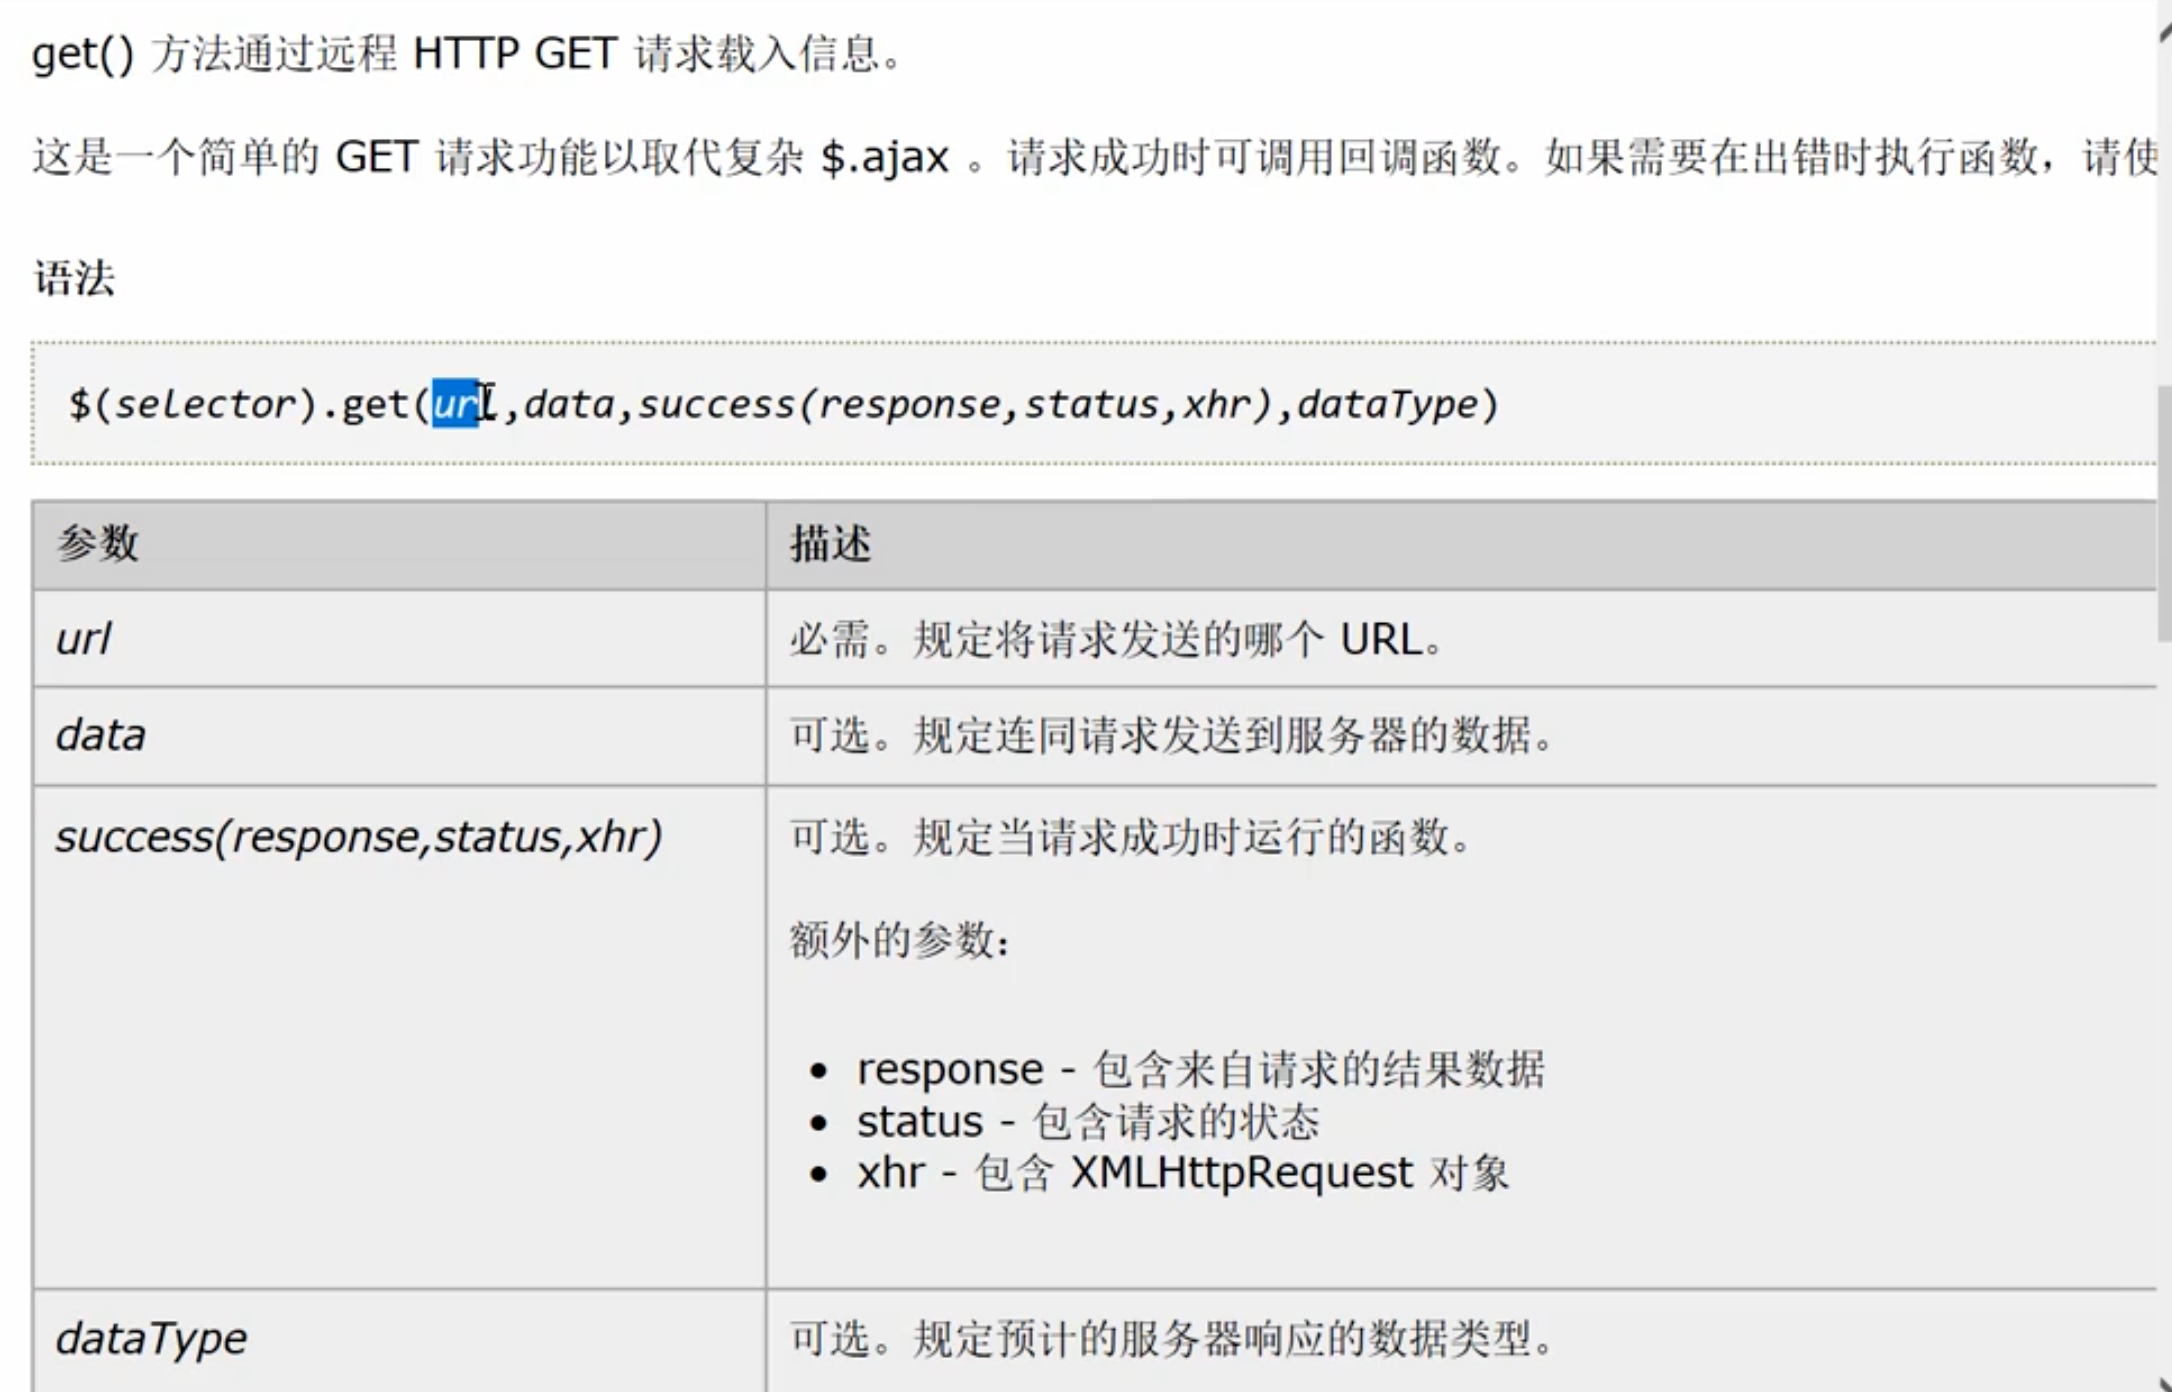 get() 方法通过远程 HTTP GET 请求载入信息。
这是一个简单的 GET 请求功能以取代复杂 $.ajax 。请求成功时可调用回调函数。如果需要在出错时执行函数，请使
语法
$(selector).get(url,data,success(response,status,xhr),dataType)
参数 描述
url 必需。规定将请求发送的哪个 URL。
data 可选。规定连同请求发送到服务器的数据。
success(response,status,xhr) 可选。规定当请求成功时运行的函数。
额外的参数：
• response - 包含来自请求的结果数据
• status - 包含请求的状态
• xhr - 包含 XMLHttpRequest 对象
dataType 可选。规定预计的服务器响应的数据类型。